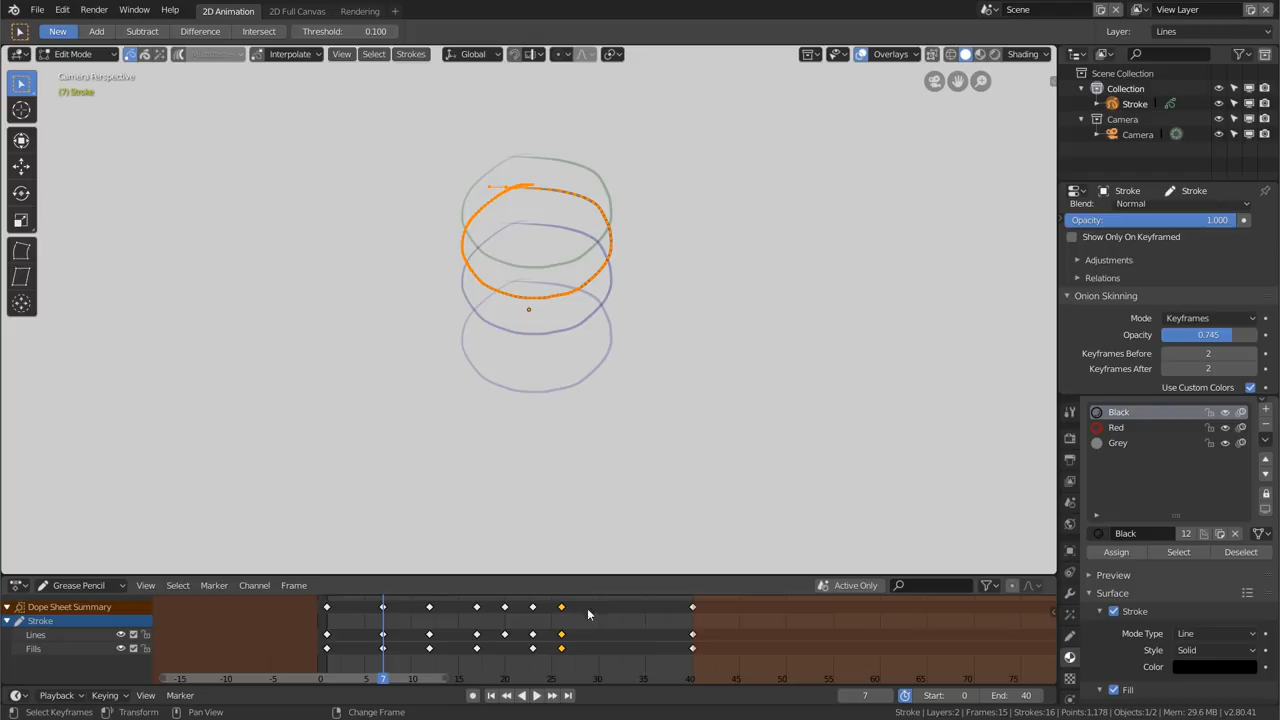 File Edit Render Window Help 2D Animation 2D Full Canvas Rendering + Scene View Layer
New Add Subtract Difference Intersect Threshold: 0.100 Layer: Lines
Edit Mode Interpolate View Select Strokes Global Overlays Shading
Camera Perspective
(7) Stroke
Scene Collection
Collection
Stroke
Camera
Camera
Stroke Stroke
Blend: Normal
Opacity: 1.000
Show Only On Keyframed
Adjustments
Relations
Onion Skinning
Mode Keyframes
Opacity 0.745
Keyframes Before 2
Keyframes After 2
Use Custom Colors
Black
Red
Grey
Black 12
Assign Select Deselect
Preview
Surface
Stroke
Mode Type Line
Style Solid
Color
Fill
Grease Pencil View Select Marker Channel Frame Active Only
Dope Sheet Summary
Stroke
Lines
Fills
-15 -10 -5 0 5 7 10 15 20 25 30 35 40 45 50 55 60 65 70 75
Playback Keying View Marker 7 Start: 0 End: 40
Select Keyframes Transform Pan View Change Frame Stroke | Layers:2 | Frames:15 | Strokes:16 | Points:1,178 | Objects:1/2 | Mem: 29.6 MB | v2.80.41